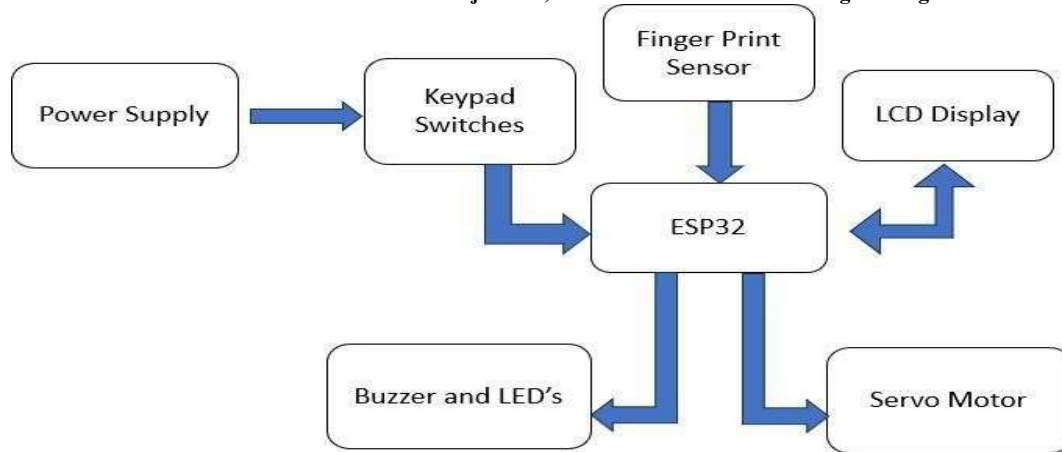 Finger Print
Sensor
Power Supply
Keypad
Switches
LCD Display
ESP32
Buzzer and LED's
Servo Motor